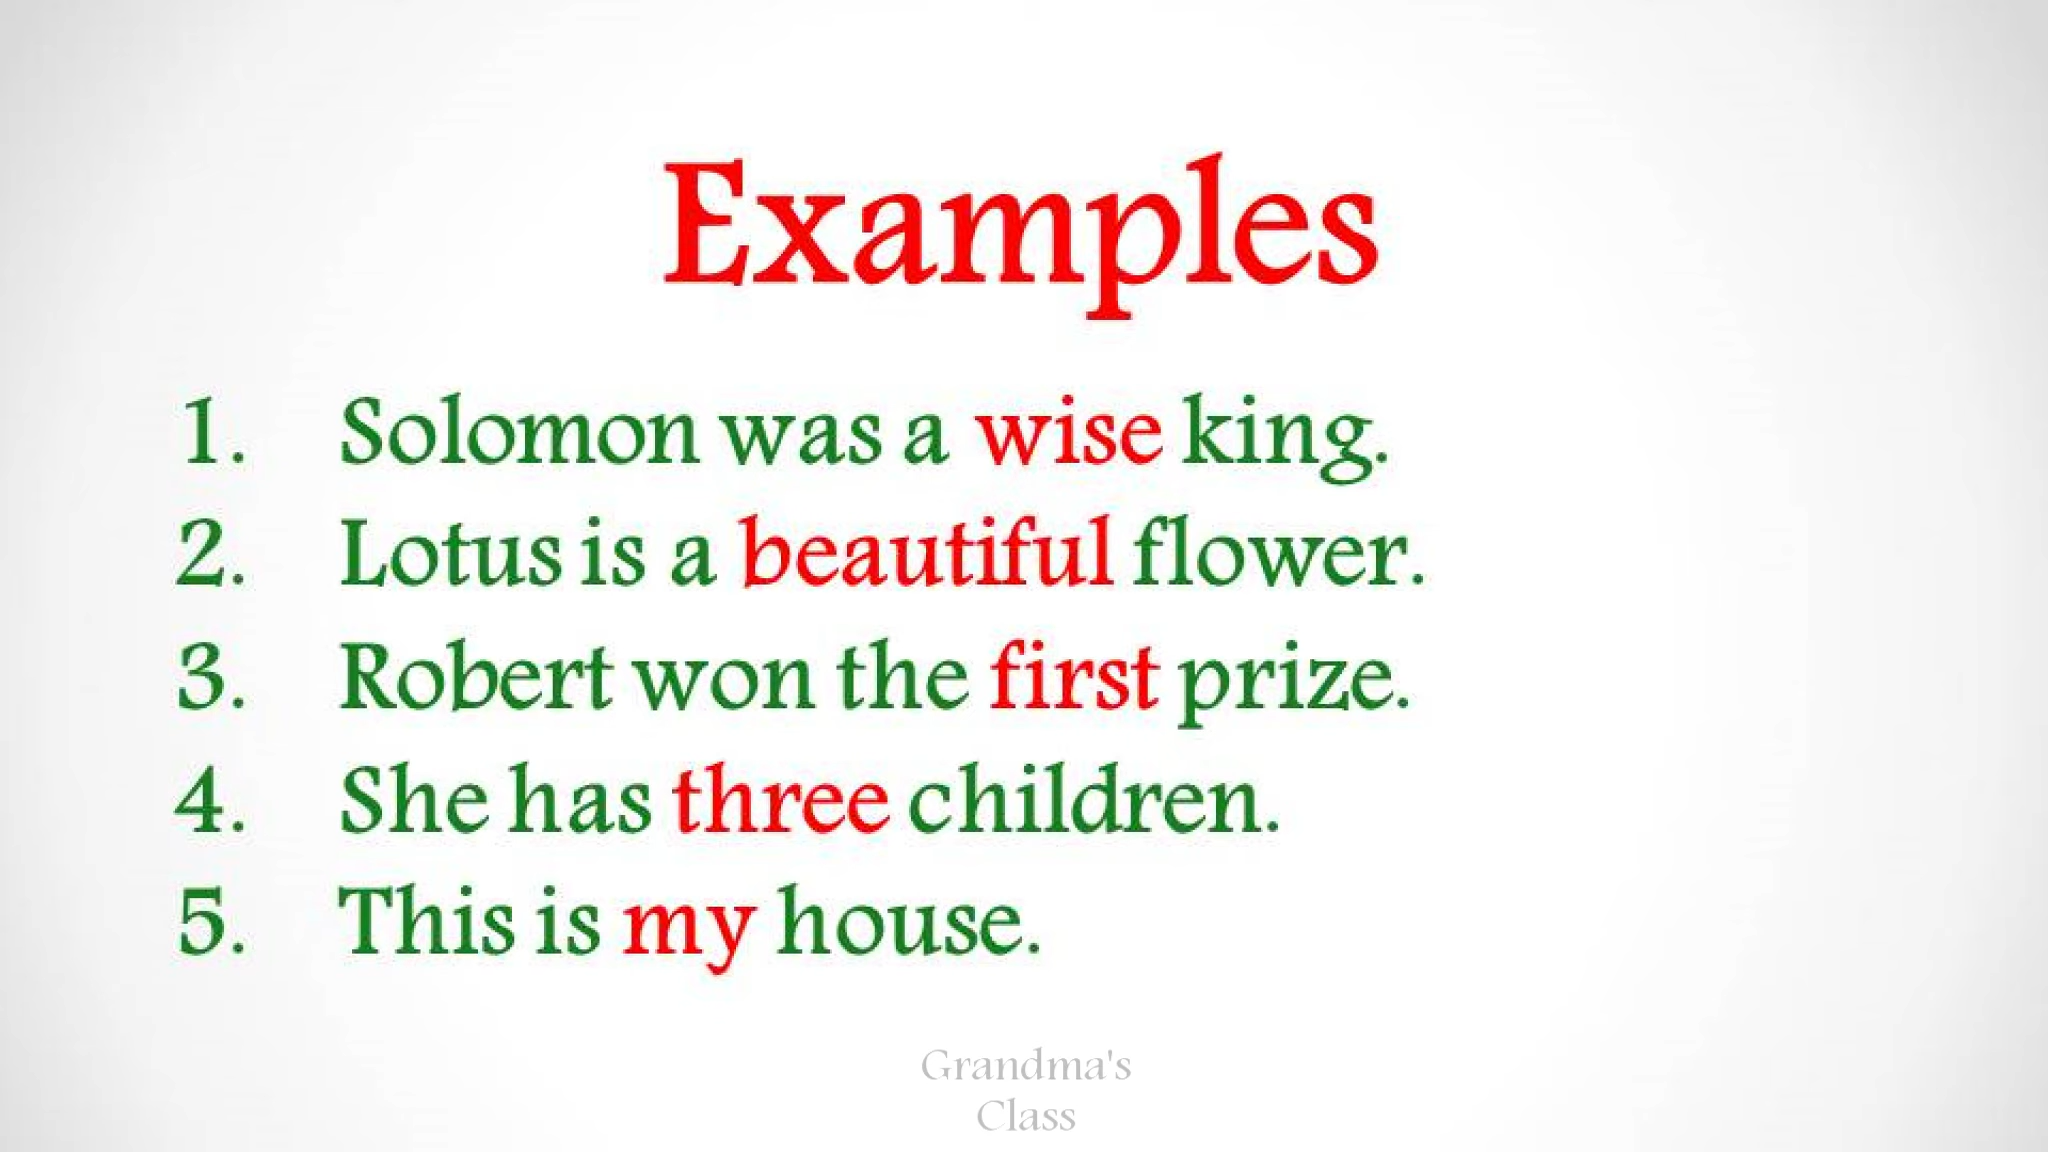 Examples
1. Solomon was a wise king.
2. Lotus is a beautiful flower.
3. Robert won the first prize.
4. She has three children.
5. This is my house.
Grandma's
Class